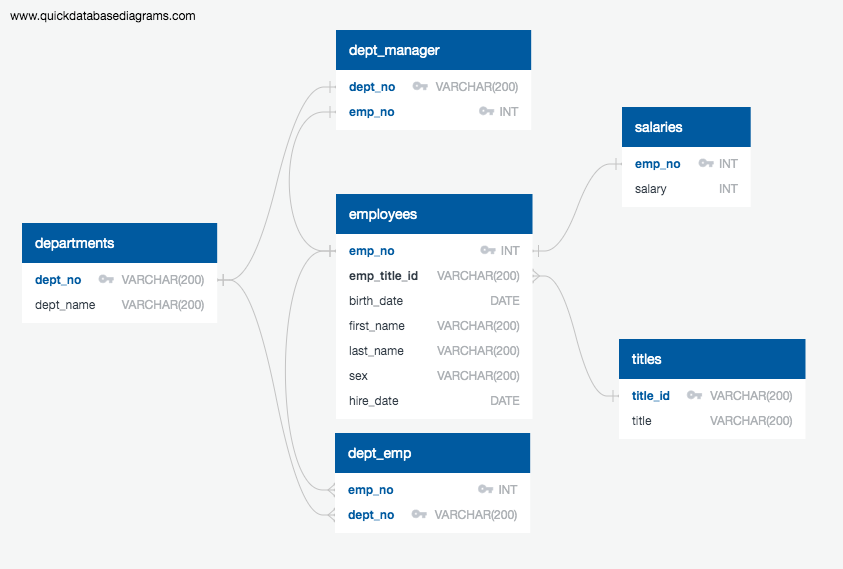 www.quickdatabasediagrams.com
dept_manager
dept_no VARCHAR(200)
emp_no INT
salaries
emp_no INT
salary INT
employees
emp_no INT
emp_title_id VARCHAR(200)
birth_date DATE
first_name VARCHAR(200)
last_name VARCHAR(200)
sex VARCHAR(200)
hire_date DATE
departments
dept_no VARCHAR(200)
dept_name VARCHAR(200)
titles
title_id VARCHAR(200)
title VARCHAR(200)
dept_emp
emp_no INT
dept_no VARCHAR(200)